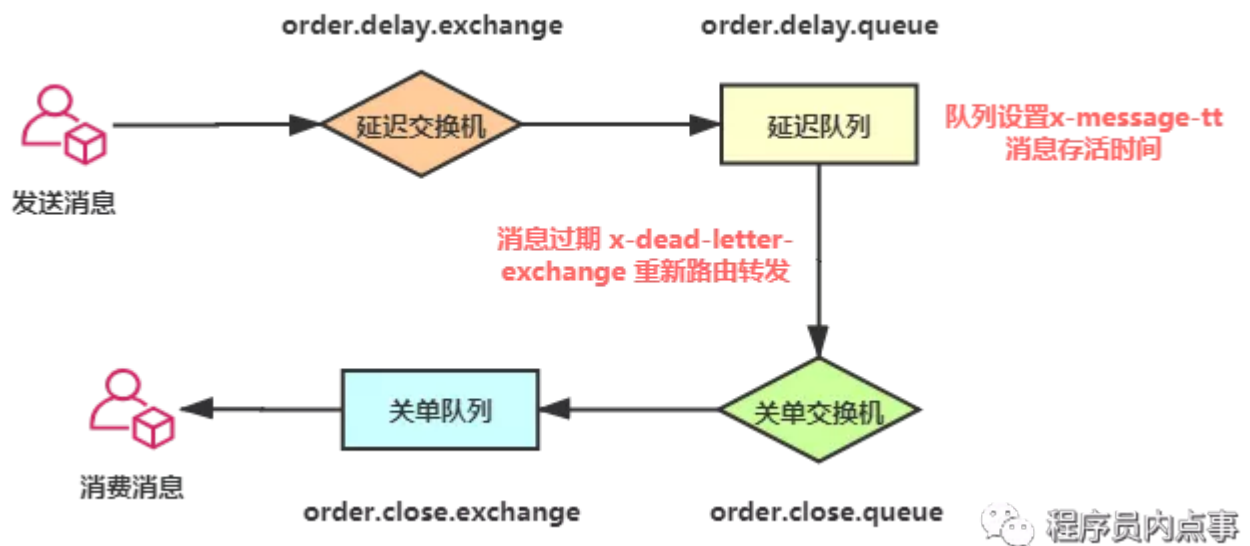 order.delay.exchange
order.delay.queue
延迟交换机
延迟队列
队列设置x-message-tt
消息存活时间
发送消息
消息过期 x-dead-letter-
exchange 重新路由转发
关单队列
关单交换机
消费消息
order.close.exchange
order.close.queue
程序员内点事